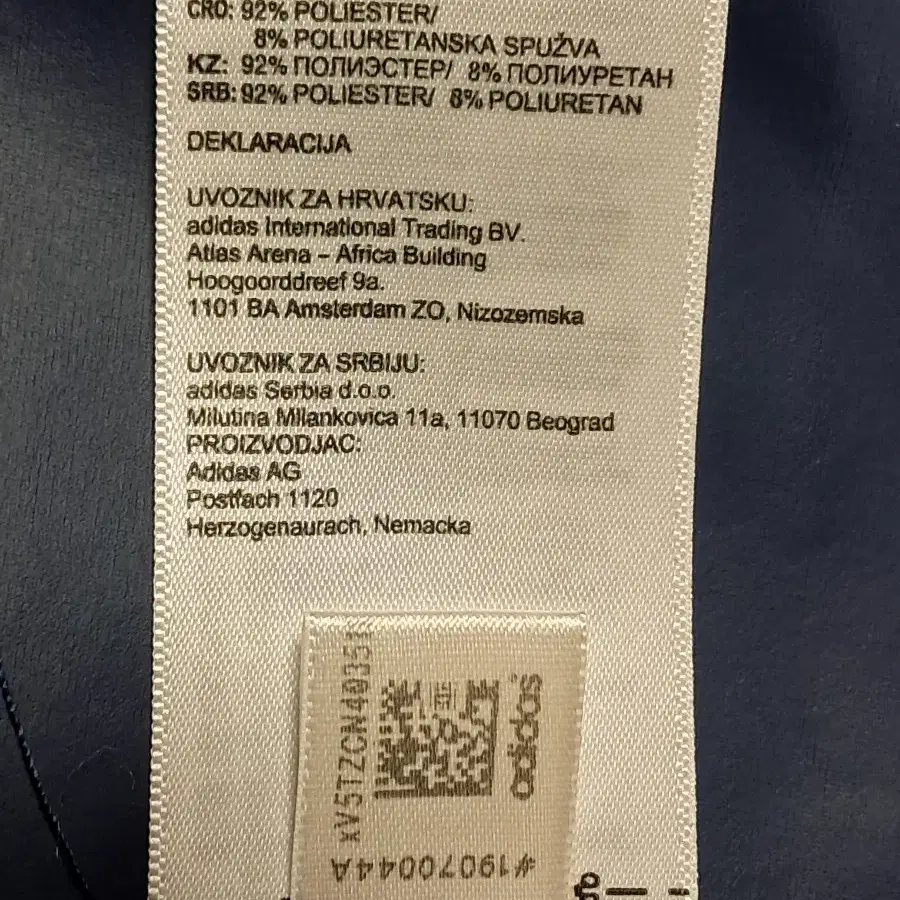 CRO: 92% POLIESTER/
8% POLIURETANSKA SPUŽVA
KZ: 92% ПОЛИЭСТЕР/ 8% ПОЛИУРЕТАН
SRB: 92% POLIESTER/ 8% POLIURETAN
DEKLARACIJA
UVOZNIK ZA HRVATSKU:
adidas International Trading BV.
Atlas Arena – Africa Building
Hoogoorddreef 9a.
1101 BA Amsterdam ZO, Nizozemska
UVOZNIK ZA SRBIJU:
adidas Serbia d.o.o.
Milutina Milankovica 11a, 11070 Beograd
PROIZVODJAC:
Adidas AG
Postfach 1120
Herzogenaurach, Nemacka
adidas
#19070044A